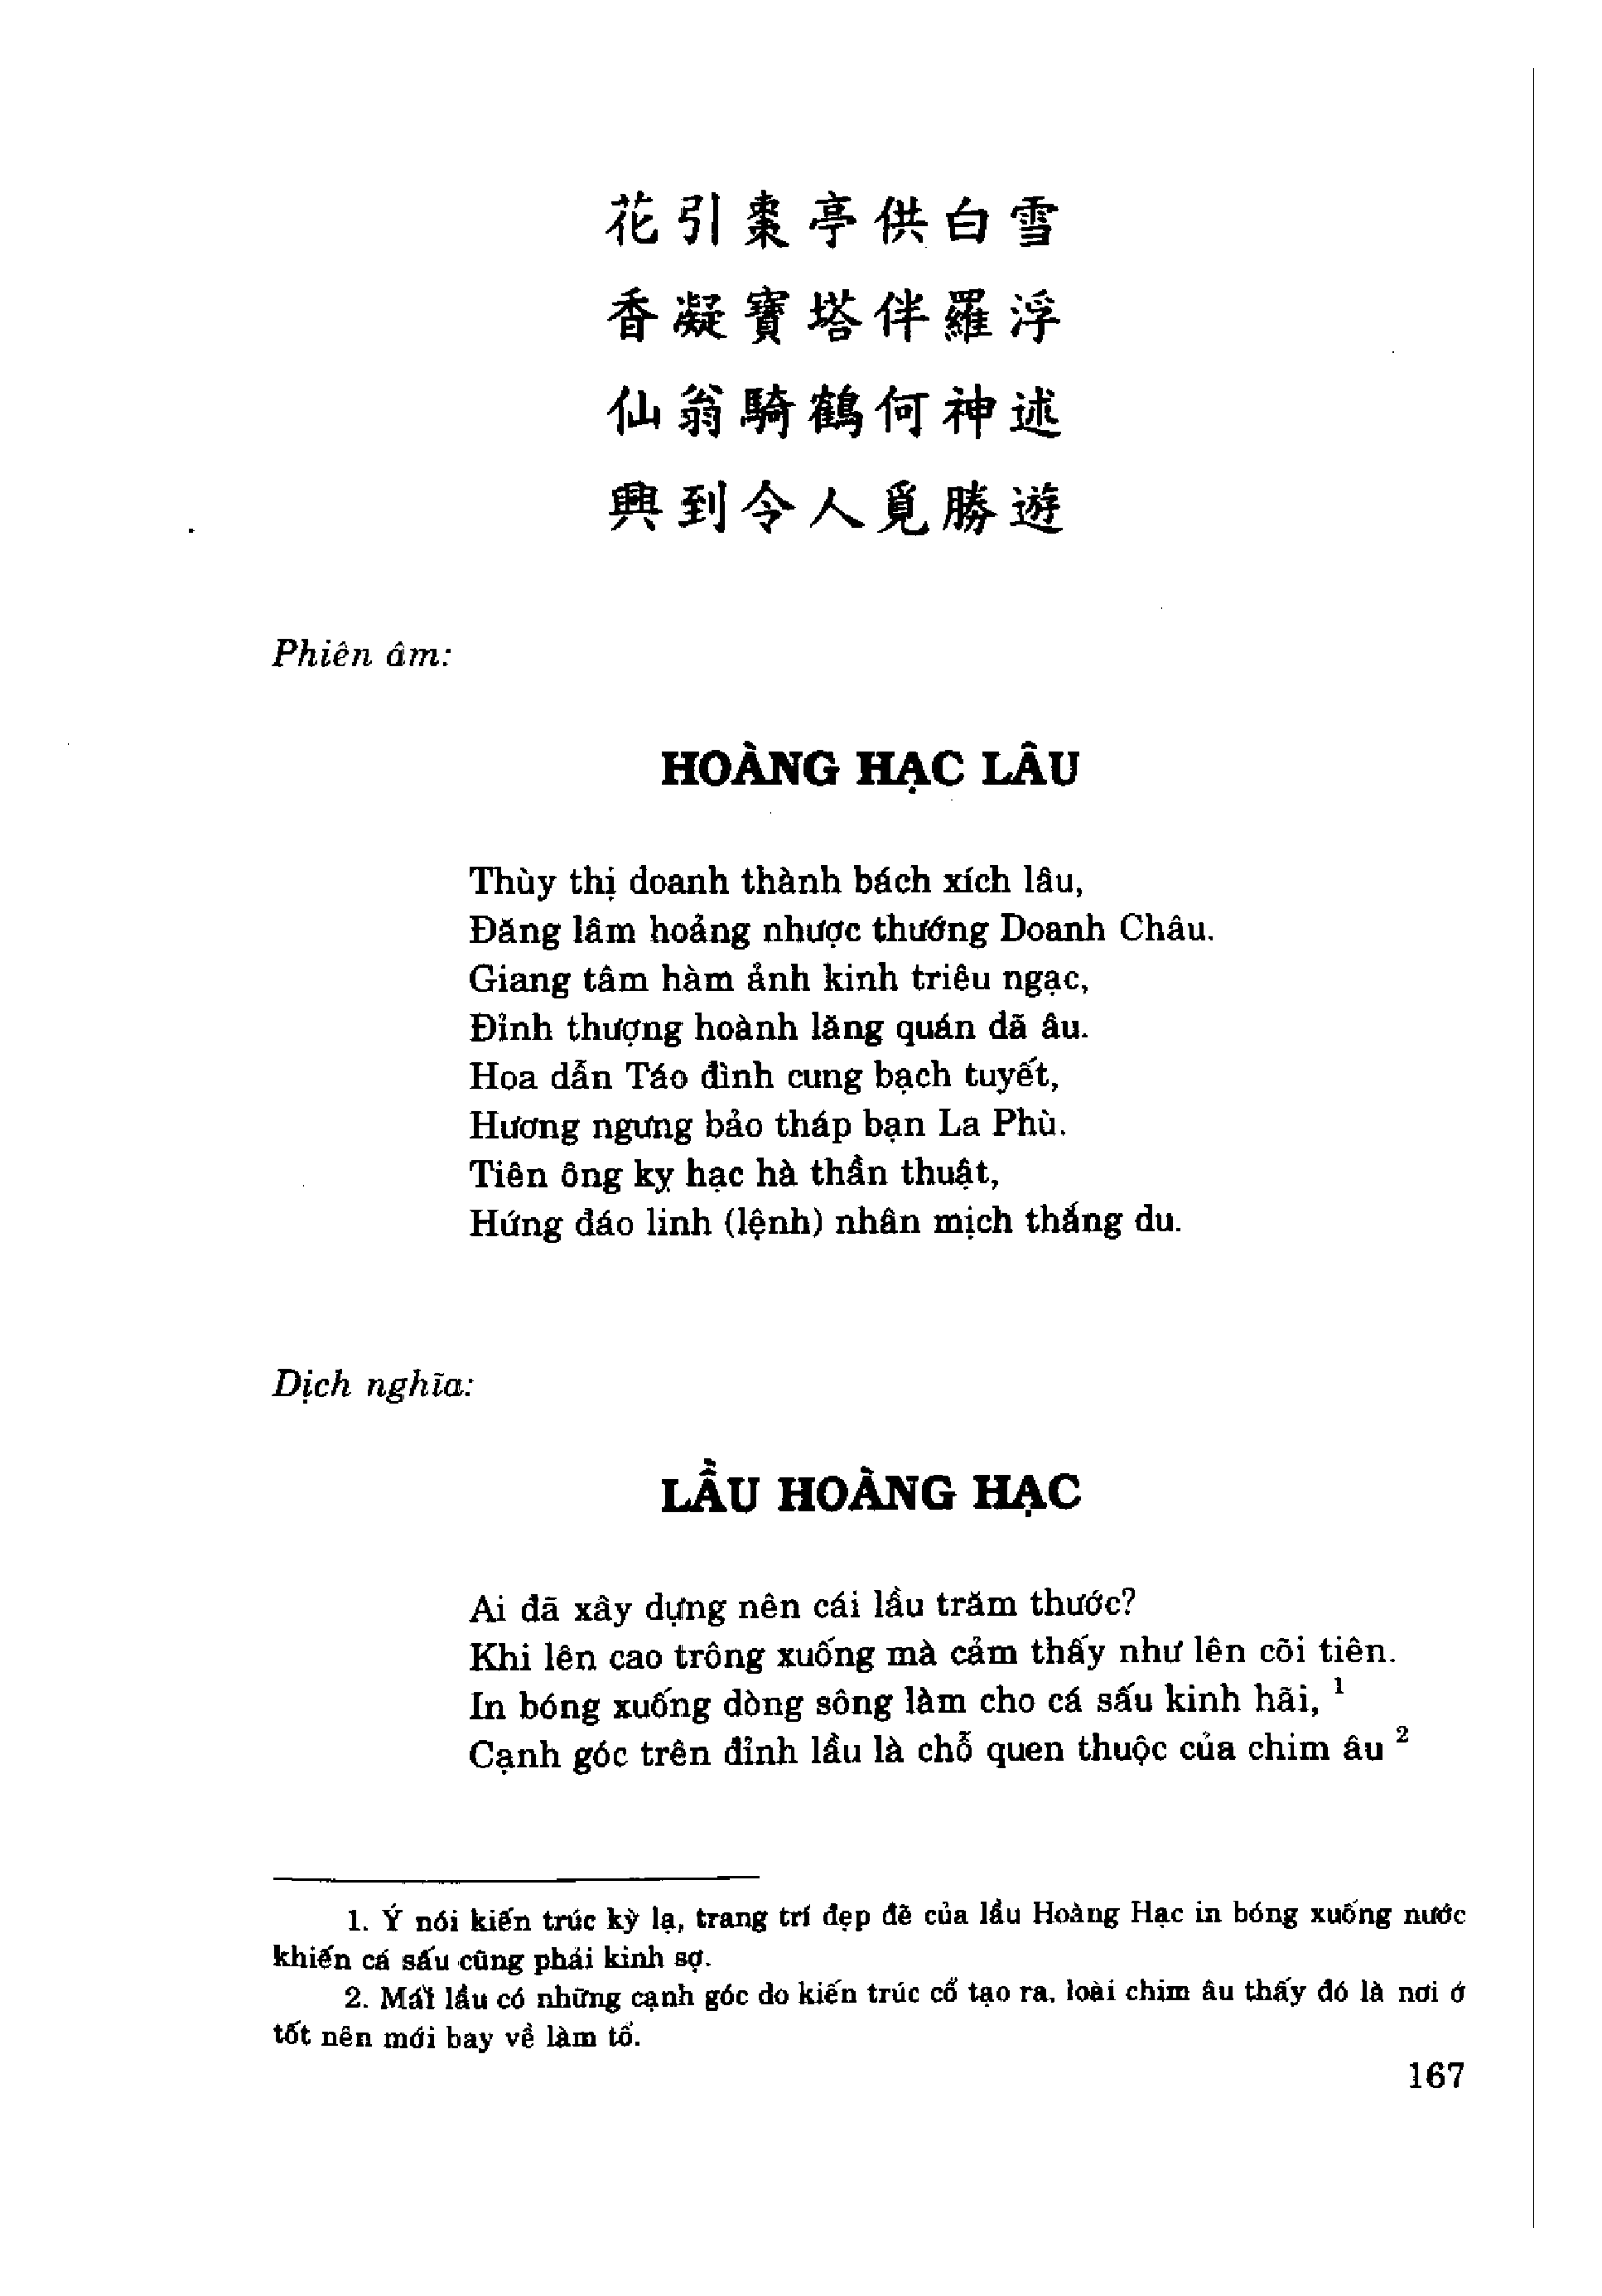 花引棗亭供白雪
香凝寶塔伴羅浮
仙翁騎鶴何神述
興到令人覓勝遊
Phiên âm:
HOÀNG HẠC LÂU
Thùy thị doanh thành bách xích lâu,
Đăng lâm hoảng nhược thướng Doanh Châu.
Giang tâm hàm ảnh kinh triêu ngạc,
Đỉnh thượng hoành lăng quán dã âu.
Hoa dẫn Táo đình cung bạch tuyết,
Hương ngưng bảo tháp bạn La Phù.
Tiên ông kỵ hạc hà thần thuật,
Hứng đáo linh (lệnh) nhân mịch thắng du.
Dịch nghĩa:
LẦU HOÀNG HẠC
Ai đã xây dựng nên cái lầu trăm thước?
Khi lên cao trông xuống mà cảm thấy như lên cõi tiên.
In bóng xuống dòng sông làm cho cá sấu kinh hãi, 1
Cạnh góc trên đỉnh lầu là chỗ quen thuộc của chim âu 2
1. Ý nói kiến trúc kỳ lạ, trang trí đẹp đẽ của lầu Hoàng Hạc in bóng xuống nước
khiến cá sấu cũng phải kinh sợ.
2. Mái lầu có những cạnh góc do kiến trúc cổ tạo ra, loài chim âu thấy đó là nơi ở
tốt nên mới bay về làm tổ.
167